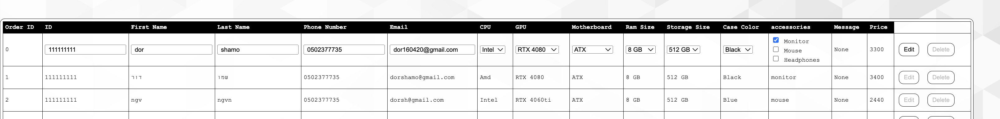 Order ID ID First Name Last Name Phone Number Email CPU GPU Motherboard Ram Size Storage Size Case Color accessories Message Price
0 111111111 dor shamo 0502377735 dor160420@gmail.com Intel RTX 4080 ATX 8 GB 512 GB Black Monitor None 3300 Edit Delete
Mouse
Headphones
1 111111111 דור שמו 0502377735 dorshamo@gmail.com Amd RTX 4080 ATX 8 GB 512 GB Black monitor None 3400 Edit Delete
2 111111111 ngv ngvn 0502377735 dorsh@gmail.com Intel RTX 4060ti ATX 8 GB 512 GB Blue mouse None 2440 Edit Delete